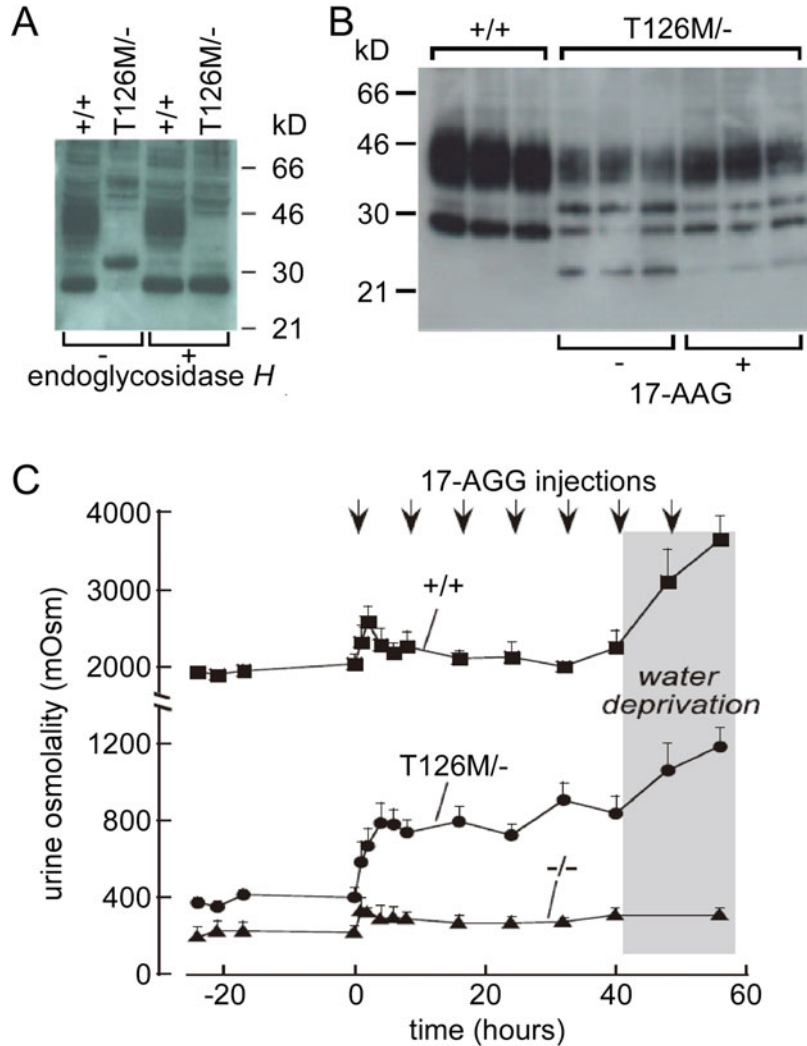 A
+/+
T126M/-
+/+
T126M/-
kD
66
46
30
21
- +
endoglycosidase H
B
kD
+/+ T126M/-
66
46
30
21
- +
17-AAG
C
17-AGG injections
4000
3000
2000
1200
800
400
0
urine osmolality (mOsm)
+/+
T126M/-
-/-
water
deprivation
-20 0 20 40 60
time (hours)